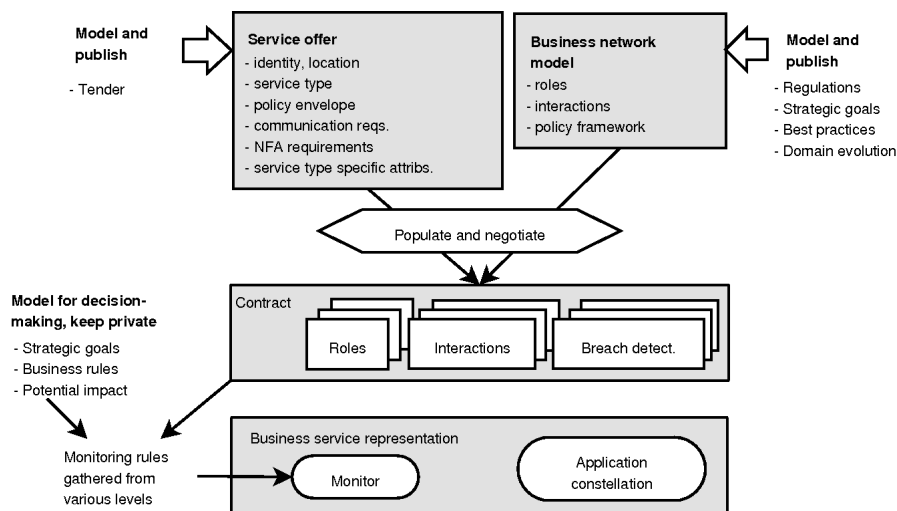 Model and
publish
- Tender
Service offer
- identity, location
- service type
- policy envelope
- communication reqs.
- NFA requirements
- service type specific attribs.
Business network
model
- roles
- interactions
- policy framework
Model and
publish
- Regulations
- Strategic goals
- Best practices
- Domain evolution
Populate and negotiate
Contract
Roles
Interactions
Breach detect.
Model for decision-
making, keep private
- Strategic goals
- Business rules
- Potential impact
Monitoring rules
gathered from
various levels
Business service representation
Monitor
Application
constellation